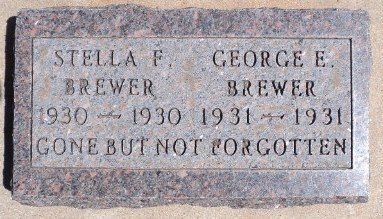 STELLA F. GEORGE E.
BREWER BREWER
1930 – 1930 1931 – 1931
GONE BUT NOT FORGOTTEN